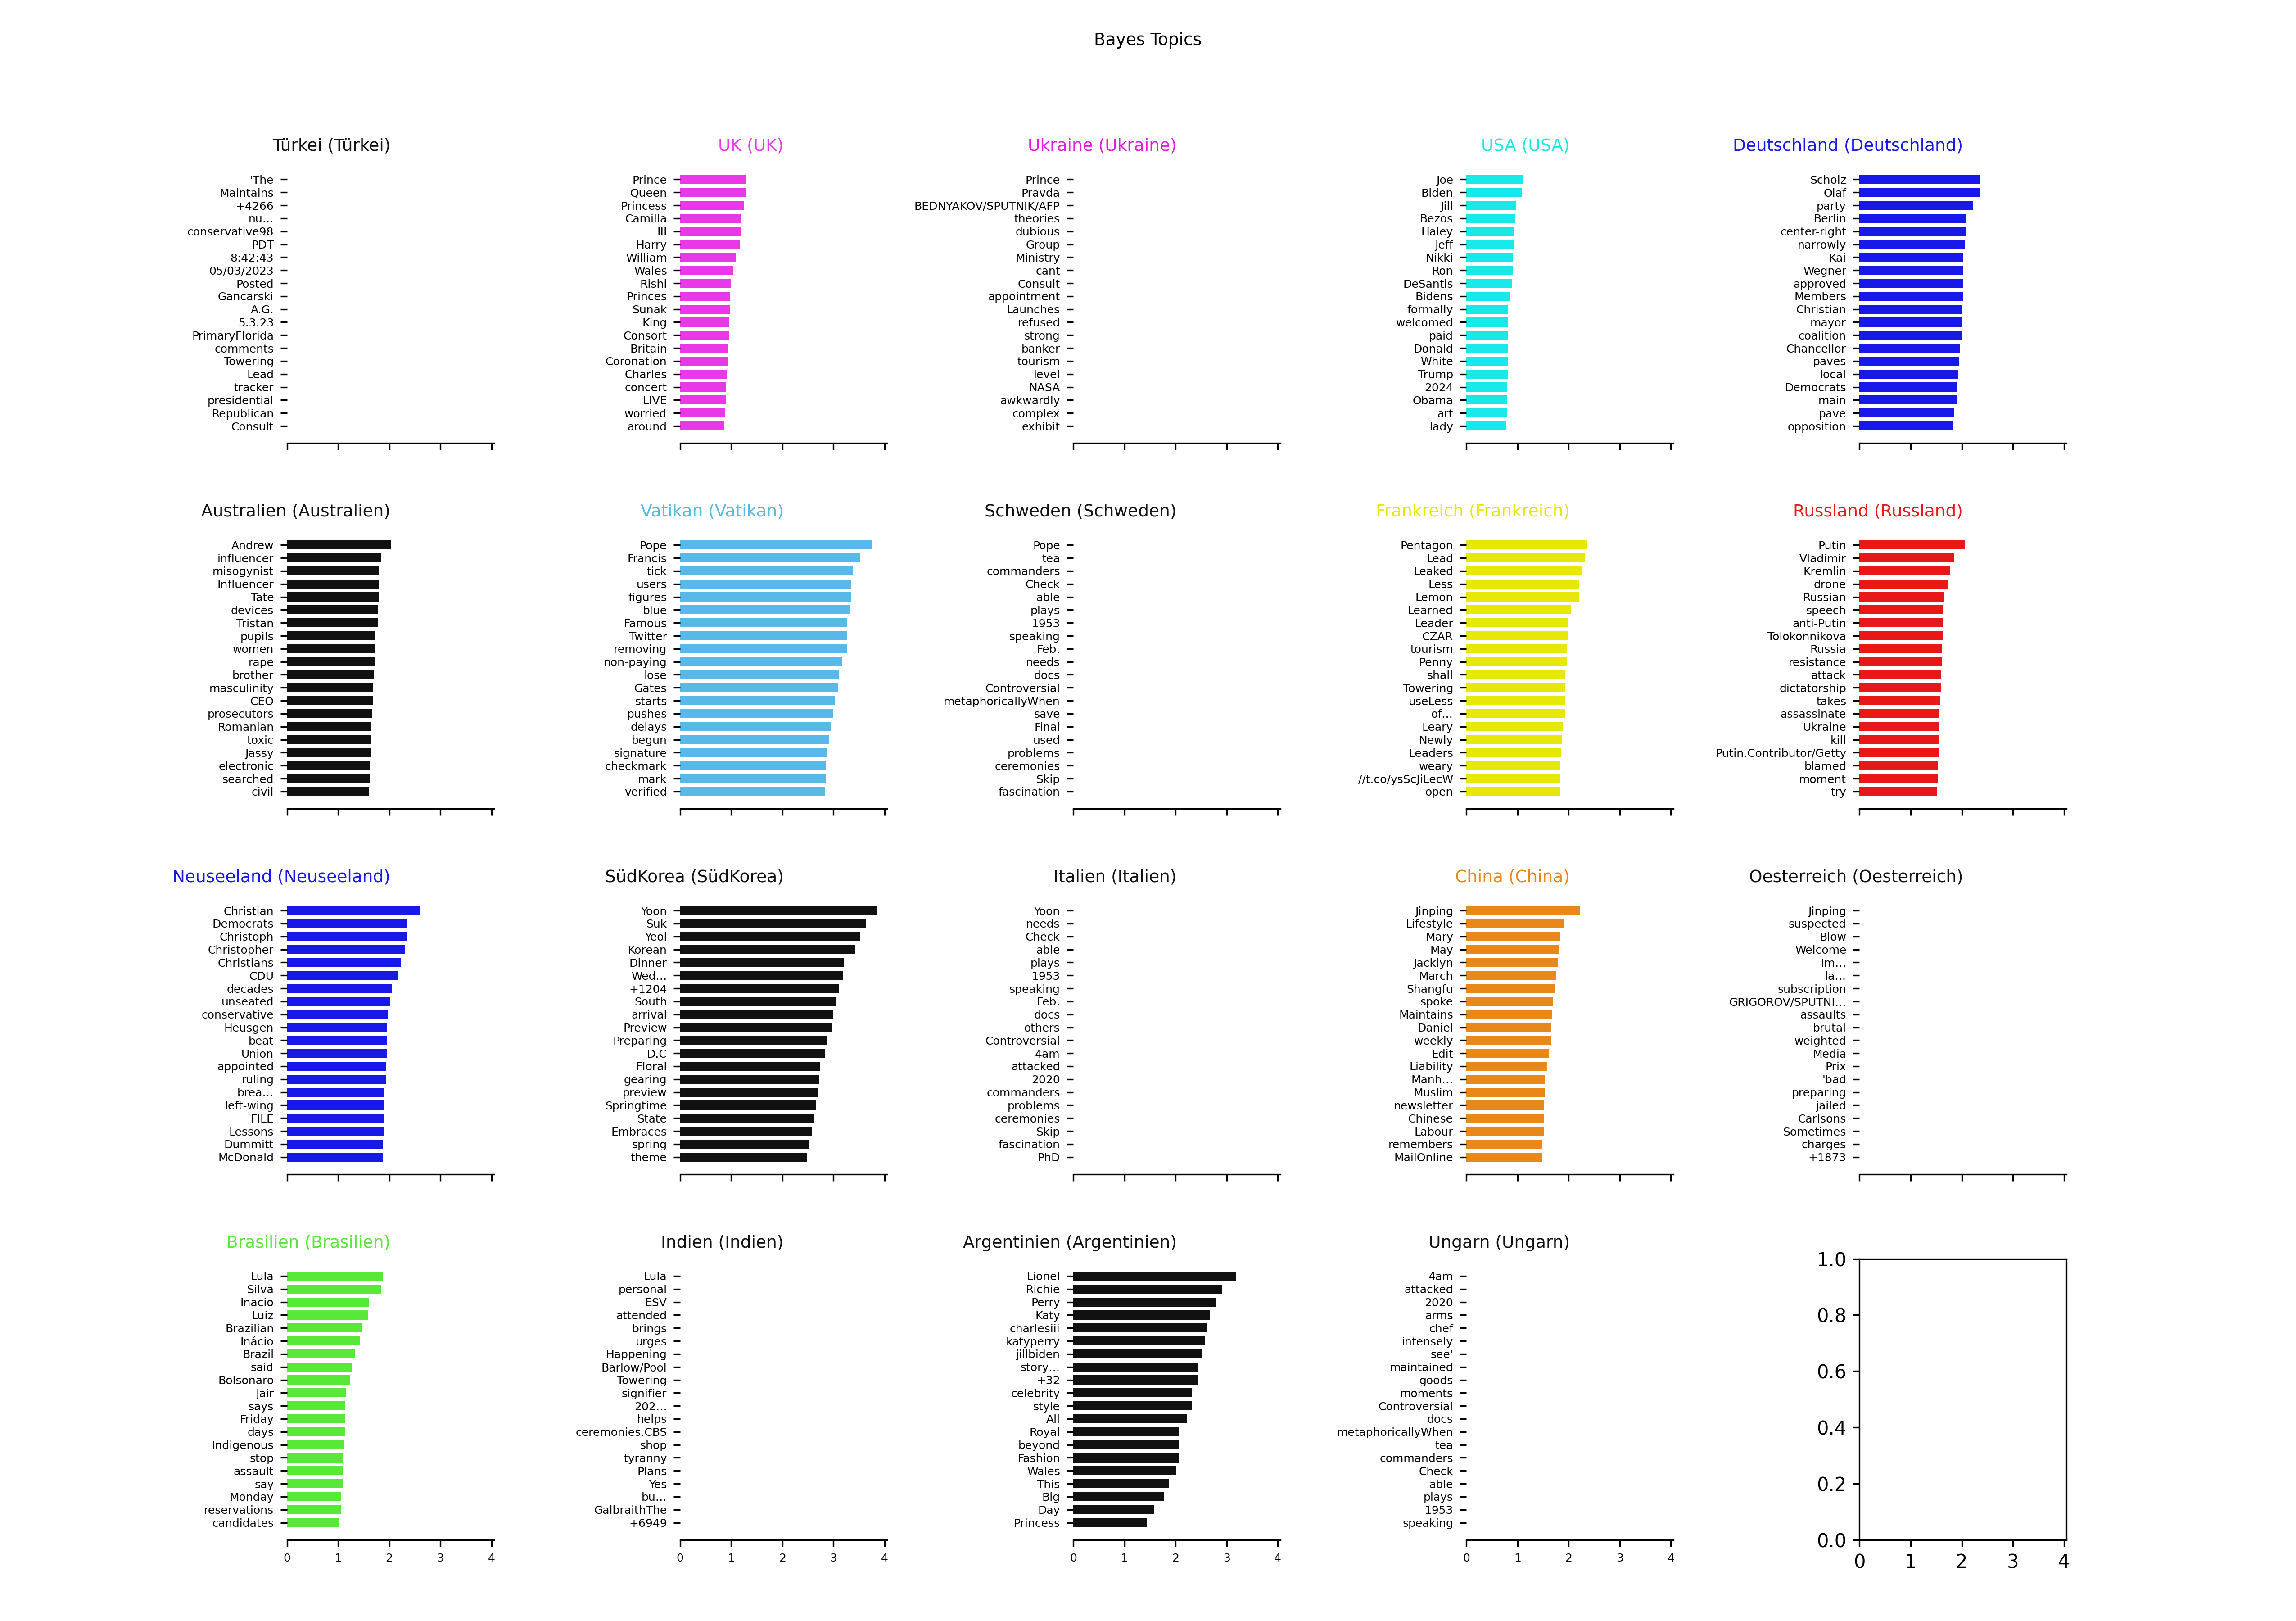 Bayes Topics
Türkei (Türkei)
'The
Maintains
+4266
nu...
conservative98
PDT
8:42:43
05/03/2023
Posted
Gancarski
A.G.
5.3.23
PrimaryFlorida
comments
Towering
Lead
tracker
presidential
Republican
Consult
UK (UK)
Prince
Queen
Princess
Camilla
III
Harry
William
Wales
Rishi
Princes
Sunak
King
Consort
Britain
Coronation
Charles
concert
LIVE
worried
around
Ukraine (Ukraine)
Prince
Pravda
BEDNYAKOV/SPUTNIK/AFP
theories
dubious
Group
Ministry
cant
Consult
appointment
Launches
refused
strong
banker
tourism
level
NASA
awkwardly
complex
exhibit
USA (USA)
Joe
Biden
Jill
Bezos
Haley
Jeff
Nikki
Ron
DeSantis
Bidens
formally
welcomed
paid
Donald
White
Trump
2024
Obama
art
lady
Deutschland (Deutschland)
Scholz
Olaf
party
Berlin
center-right
narrowly
Kai
Wegner
approved
Members
Christian
mayor
coalition
Chancellor
paves
local
Democrats
main
pave
opposition
Australien (Australien)
Andrew
influencer
misogynist
Influencer
Tate
devices
Tristan
pupils
women
rape
brother
masculinity
CEO
prosecutors
Romanian
toxic
Jassy
electronic
searched
civil
Vatikan (Vatikan)
Pope
Francis
tick
users
figures
blue
Famous
Twitter
removing
non-paying
lose
Gates
starts
pushes
delays
begun
signature
checkmark
mark
verified
Schweden (Schweden)
Pope
tea
commanders
Check
able
plays
1953
speaking
Feb.
needs
docs
Controversial
metaphoricallyWhen
save
Final
used
problems
ceremonies
Skip
fascination
Frankreich (Frankreich)
Pentagon
Lead
Leaked
Less
Lemon
Learned
Leader
CZAR
tourism
Penny
shall
Towering
useLess
of...
Leary
Newly
Leaders
weary
//t.co/ysScJiLecW
open
Russland (Russland)
Putin
Vladimir
Kremlin
drone
Russian
speech
anti-Putin
Tolokonnikova
Russia
resistance
attack
dictatorship
takes
assassinate
Ukraine
kill
Putin.Contributor/Getty
blamed
moment
try
Neuseeland (Neuseeland)
Christian
Democrats
Christoph
Christopher
Christians
CDU
decades
unseated
conservative
Heusgen
beat
Union
appointed
ruling
brea...
left-wing
FILE
Lessons
Dummitt
McDonald
SüdKorea (SüdKorea)
Yoon
Suk
Yeol
Korean
Dinner
Wed...
+1204
South
arrival
Preview
Preparing
D.C
Floral
gearing
preview
Springtime
State
Embraces
spring
theme
Italien (Italien)
Yoon
needs
Check
able
plays
1953
speaking
Feb.
docs
others
Controversial
4am
attacked
2020
commanders
problems
ceremonies
Skip
fascination
PhD
China (China)
Jinping
Lifestyle
Mary
May
Jacklyn
March
Shangfu
spoke
Maintains
Daniel
weekly
Edit
Liability
Manh...
Muslim
newsletter
Chinese
Labour
remembers
MailOnline
Oesterreich (Oesterreich)
Jinping
suspected
Blow
Welcome
Im...
la...
subscription
GRIGOROV/SPUTNI...
assaults
brutal
weighted
Media
Prix
'bad
preparing
jailed
Carlsons
Sometimes
charges
+1873
Brasilien (Brasilien)
Lula
Silva
Inacio
Luiz
Brazilian
Inácio
Brazil
said
Bolsonaro
Jair
says
Friday
days
Indigenous
stop
assault
say
Monday
reservations
candidates
0 1 2 3 4
Indien (Indien)
Lula
personal
ESV
attended
brings
urges
Happening
Barlow/Pool
Towering
signifier
202...
helps
ceremonies.CBS
shop
tyranny
Plans
Yes
bu...
GalbraithThe
+6949
0 1 2 3 4
Argentinien (Argentinien)
Lionel
Richie
Perry
Katy
charlesiii
katyperry
jillbiden
story...
+32
celebrity
style
All
Royal
beyond
Fashion
Wales
This
Big
Day
Princess
0 1 2 3 4
Ungarn (Ungarn)
4am
attacked
2020
arms
chef
intensely
see'
maintained
goods
moments
Controversial
docs
metaphoricallyWhen
tea
commanders
Check
able
plays
1953
speaking
0 1 2 3 4
1.0
0.8
0.6
0.4
0.2
0.0
0 1 2 3 4